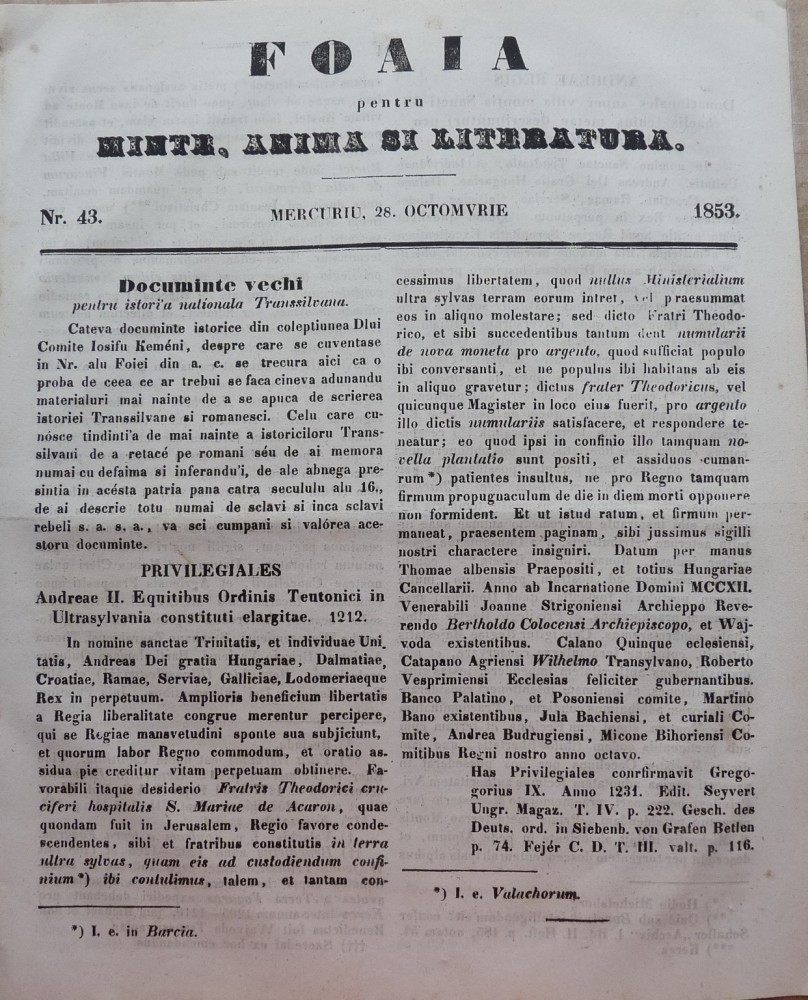 FOAIA
pentru
MINTE, ANIMA SI LITERATURA.
Nr. 43. MERCURIU, 28. OCTOMVRIE 1853.
Documinte vechi
pentru istori'a nationala Transsilvana.
Cateva documinte istorice din coleptiunea Dlui
Comite Iosifu Keméni, despre care se cuventase
in Nr. alu Foiei din a. c. se trecura aici ca o
proba de ceea ce ar trebui se faca cineva adunandu
materialuri mai nainte de a se apuca de scrierea
istoriei Transsilvane si romanesci. Celu care cu-
nósce tindinti'a de mai nainte a istoriciloru Trans-
silvani de a retacé pe romani séu de ai memora
numai cu defaima si inferandu'i, de ale abnega pre-
sintia in acésta patria pana catra seculului alu 16.,
de ai descrie totu numai de sclavi si inca sclavi
rebeli s. a. s. a., va sci cumpani si valórea ace-
storu documinte.
PRIVILEGIALES
Andreae II. Equitibus Ordinis Teutonici in
Ultrasylvania constituti elargitae. 1212.
In nomine sanctae Trinitatis, et individuae Uni-
tatis, Andreas Dei gratia Hungariae, Dalmatiae,
Croatiae, Ramae, Serviae, Galliciae, Lodomeriaeque
Rex in perpetuum. Amplioris beneficium libertatis
a Regia liberalitate congrue merentur percipere,
qui se Regiae mansvetudini sponte sua subjiciunt,
et quorum labor Regno commodum, et oratio as-
sidua pie creditur vitam perpetuam obtinere. Fa-
vorabili itaque desiderio Fratris Theodorici cru-
ciferi hospitalis S. Mariae de Acaron, quae
quondam fuit in Jerusalem, Regio favore conde-
scendentes, sibi et fratribus constitutis in terra
ultra sylvas, quam eis ad custodiendum confi-
nium*) ibi contulimus, talem, et tantam con-
*) I. e. in Barcia.
cessimus libertatem, quod nullus Ministerialium
ultra sylvas terram eorum intret, vel praesummat
eos in aliquo molestare; sed dicto Fratri Theodo-
rico, et sibi succedentibus tantum dent numularii
de nova moneta pro argento, quod sufficiat populo
ibi conversanti, et ne populus ibi habitans ab eis
in aliquo gravetur; dictus frater Theodoricus, vel
quicunque Magister in loco eius fuerit, pro argento
illo dictis numulariis satisfacere, et respondere te-
neatur; eo quod ipsi in confinio illo tamquam no-
vella plantatio sunt positi, et assiduos cuman-
rum*) patientes insultus, ne pro Regno tamquam
firmum propugnaculum de die in diem morti opponere
non formident. Et ut istud ratum, et firmum per-
maneat, praesentem paginam, sibi jussimus sigilli
nostri charactere insigniri. Datum per manus
Thomae albensis Praepositi, et totius Hungariae
Cancellarii. Anno ab Incarnatione Domini MCCXII.
Venerabili Joanne Strigoniensi Archieppo Reve-
rendo Bertholdo Colocensi Archiepiscopo, et Waj-
voda existentibus. Calano Quinque eclesiensi,
Catapano Agriensi Wilhelmo Transylvano, Roberto
Vesprimiensi Ecclesias feliciter gubernantibus.
Banco Palatino, et Posoniensi comite, Martino
Bano existentibus, Jula Bachiensi, et curiali Co-
mite, Andrea Budrugiensi, Micone Bihoriensi Co-
mitibus Regni nostro anno octavo.
Has Privilegiales conrfirmavit Grego-
gorius IX. Anno 1231. Edit. Seyvert
Ungr. Magaz. T. IV. p. 222. Gesch. des
Deuts. ord. in Siebenb. von Grafen Betlen
p. 74. Fejér C. D. T. III. valt. p. 116.
*) I. e. Valachorum.